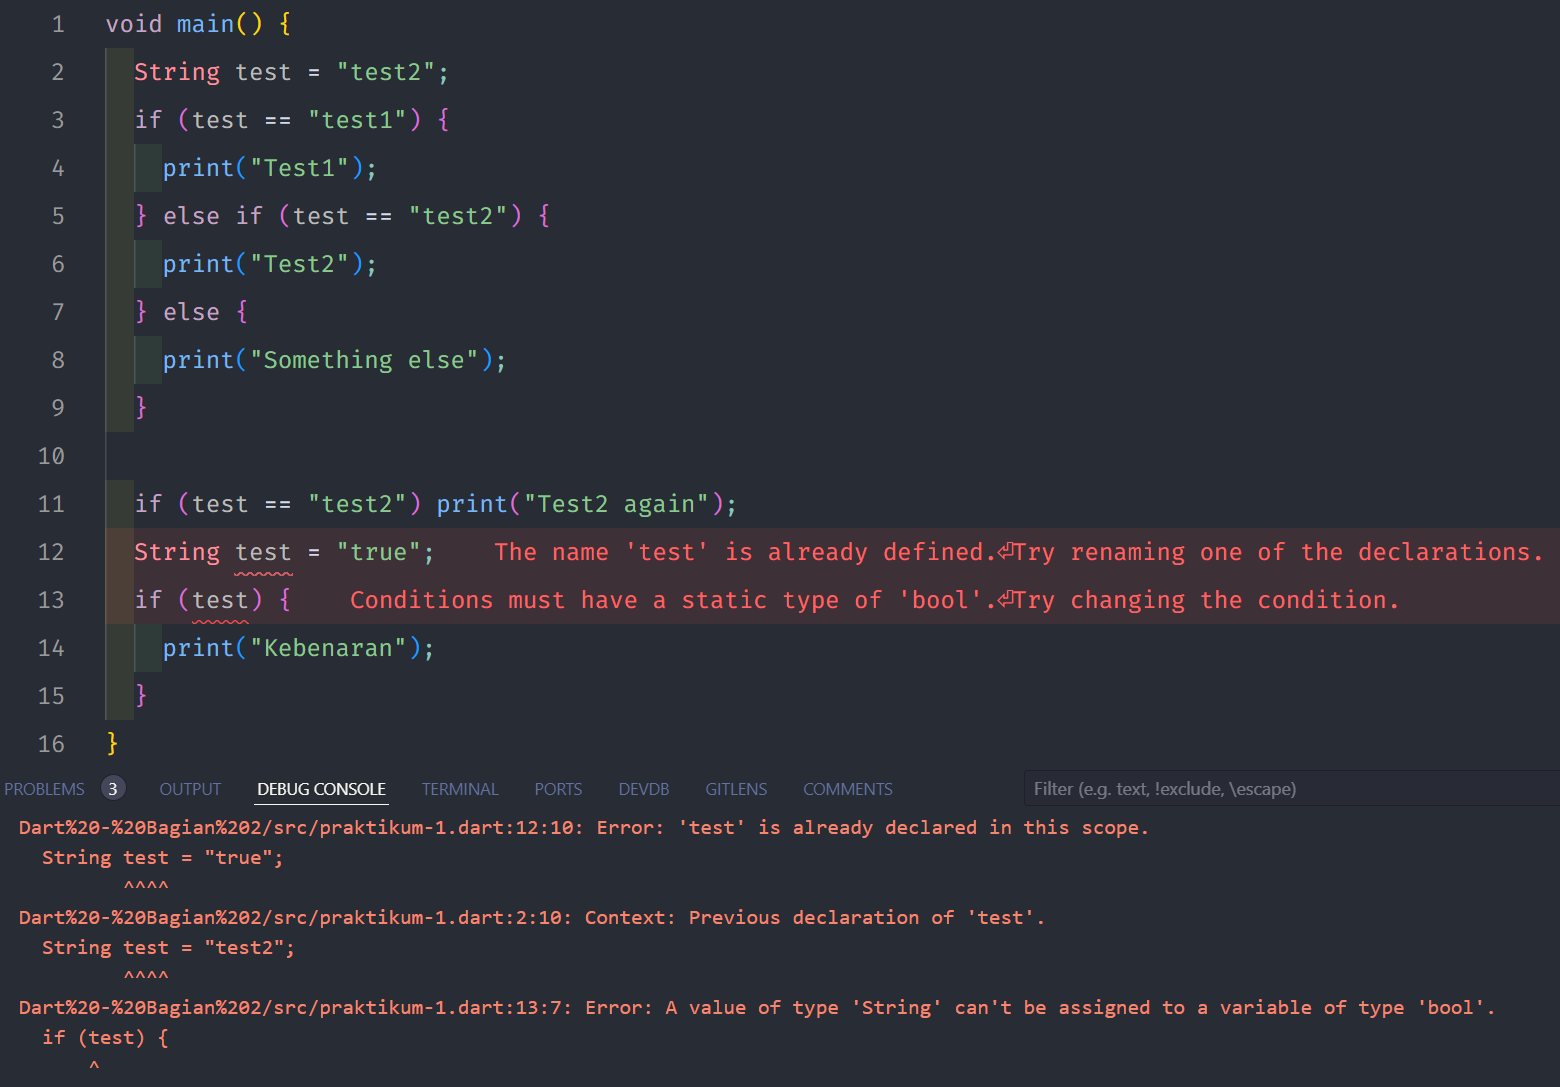 1 void main() {
2 String test = "test2";
3 if (test == "test1") {
4 print("Test1");
5 } else if (test == "test2") {
6 print("Test2");
7 } else {
8 print("Something else");
9 }
10
11 if (test == "test2") print("Test2 again");
12 String test = "true"; The name 'test' is already defined.⏎Try renaming one of the declarations.
13 if (test) { Conditions must have a static type of 'bool'.⏎Try changing the condition.
14 print("Kebenaran");
15 }
16 }
PROBLEMS 3 OUTPUT DEBUG CONSOLE TERMINAL PORTS DEVDB GITLENS COMMENTS Filter (e.g. text, !exclude, \escape)
Dart%20-%20Bagian%202/src/praktikum-1.dart:12:10: Error: 'test' is already declared in this scope.
String test = "true";
^^^^
Dart%20-%20Bagian%202/src/praktikum-1.dart:2:10: Context: Previous declaration of 'test'.
String test = "test2";
^^^^
Dart%20-%20Bagian%202/src/praktikum-1.dart:13:7: Error: A value of type 'String' can't be assigned to a variable of type 'bool'.
if (test) {
^